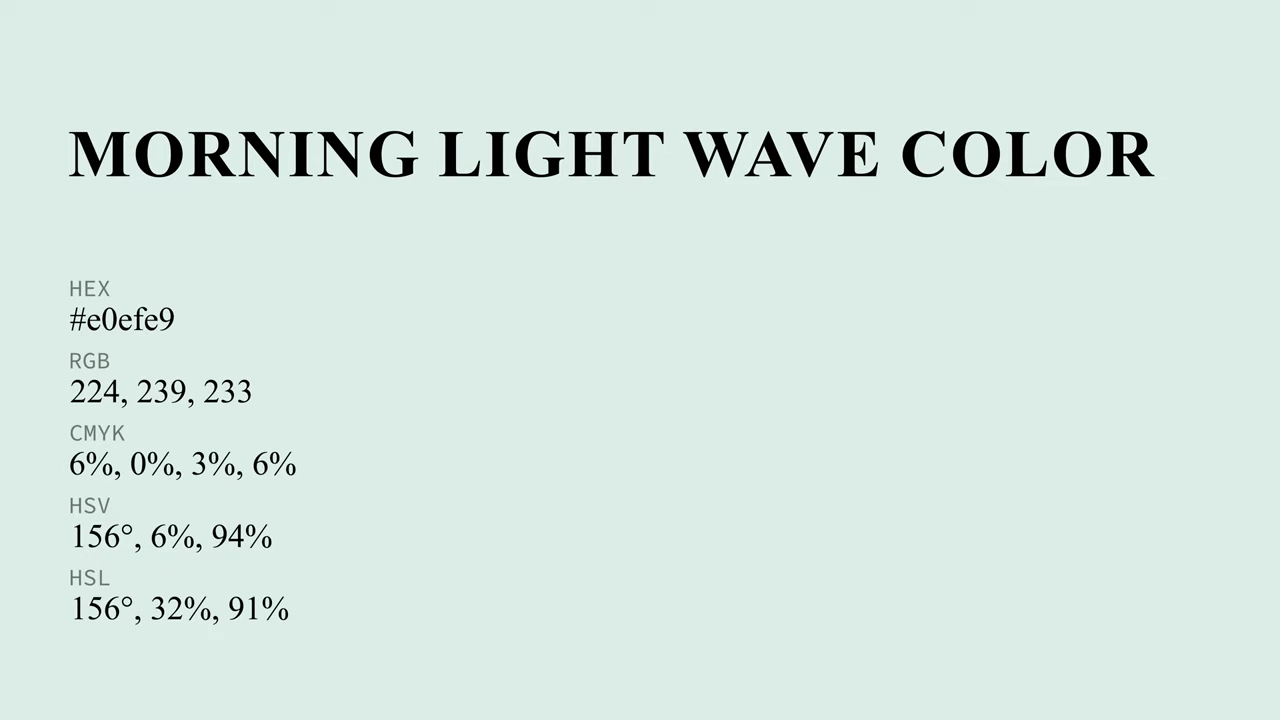 MORNING LIGHT WAVE COLOR
HEX
#e0efe9
RGB
224, 239, 233
CMYK
6%, 0%, 3%, 6%
HSV
156°, 6%, 94%
HSL
156°, 32%, 91%